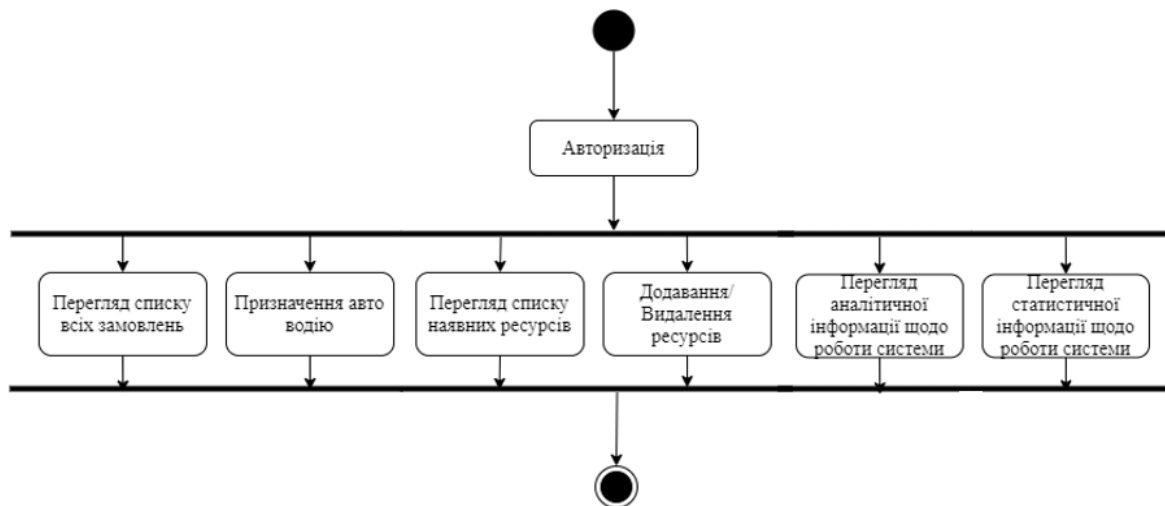 Авторизація
Перегляд списку
всіх замовлень
Призначення авто
водію
Перегляд списку
наявних ресурсів
Додавання/
Видалення
ресурсів
Перегляд
аналітичної
інформації щодо
роботи системи
Перегляд
статистичної
інформації щодо
роботи системи